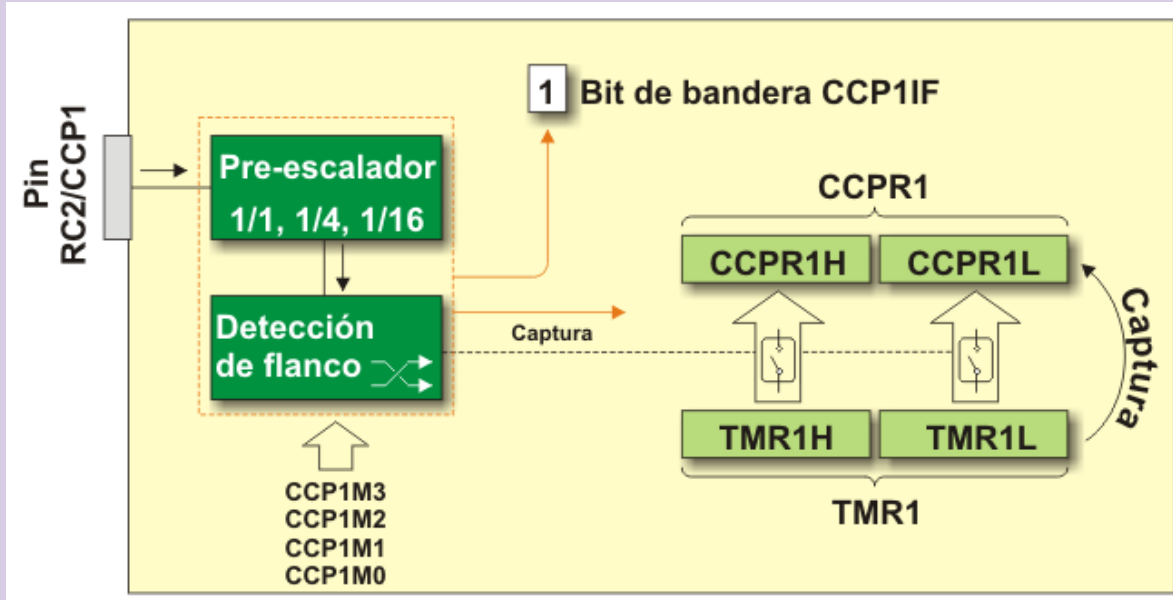 Pin
RC2/CCP1
Pre-escalador
1/1, 1/4, 1/16
Detección
de flanco
CCP1M3
CCP1M2
CCP1M1
CCP1M0
1 Bit de bandera CCP1IF
Captura
CCPR1
CCPR1H CCPR1L
TMR1H TMR1L
TMR1
Captura